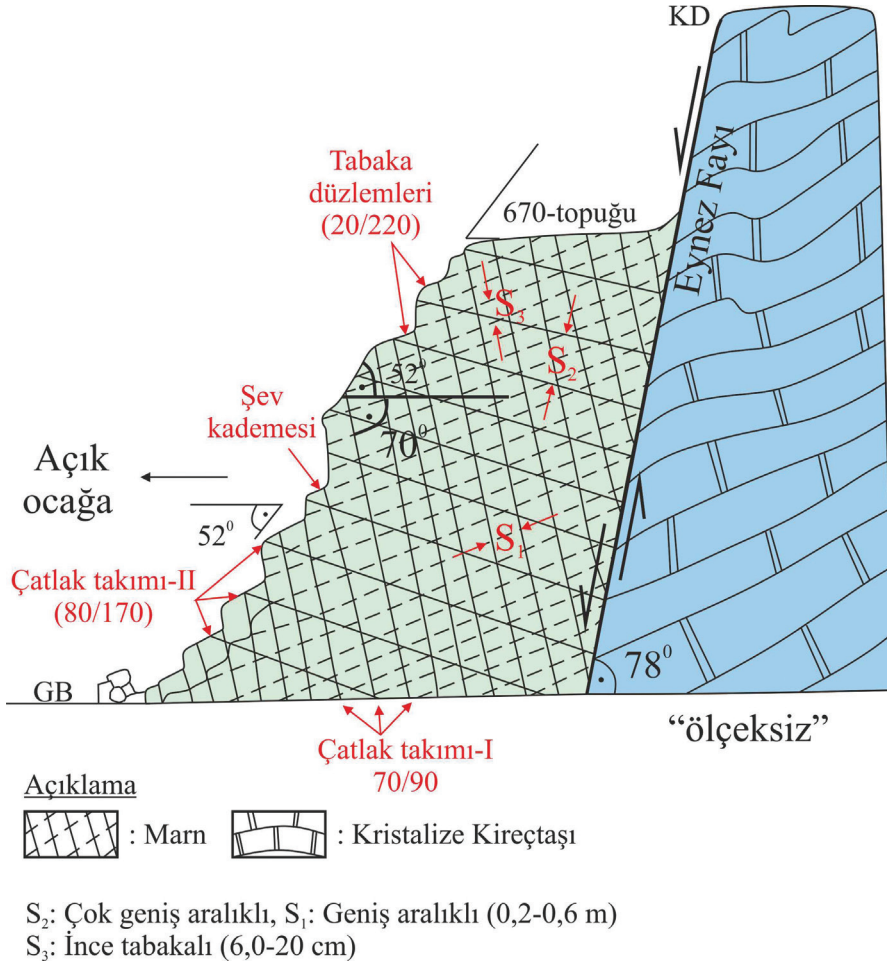 KD
Eynez Fayı
Tabaka
düzlemleri
(20/220)
670-topuğu
S₃
S₂
52⁰
70⁰
Şev
kademesi
Açık
ocağa
52⁰
S₁
Çatlak takımı-II
(80/170)
78⁰
GB
"ölçeksiz"
Çatlak takımı-I
70/90
Açıklama
: Marn : Kristalize Kireçtaşı
S₂: Çok geniş aralıklı, S₁: Geniş aralıklı (0,2-0,6 m)
S₃: İnce tabakalı (6,0-20 cm)